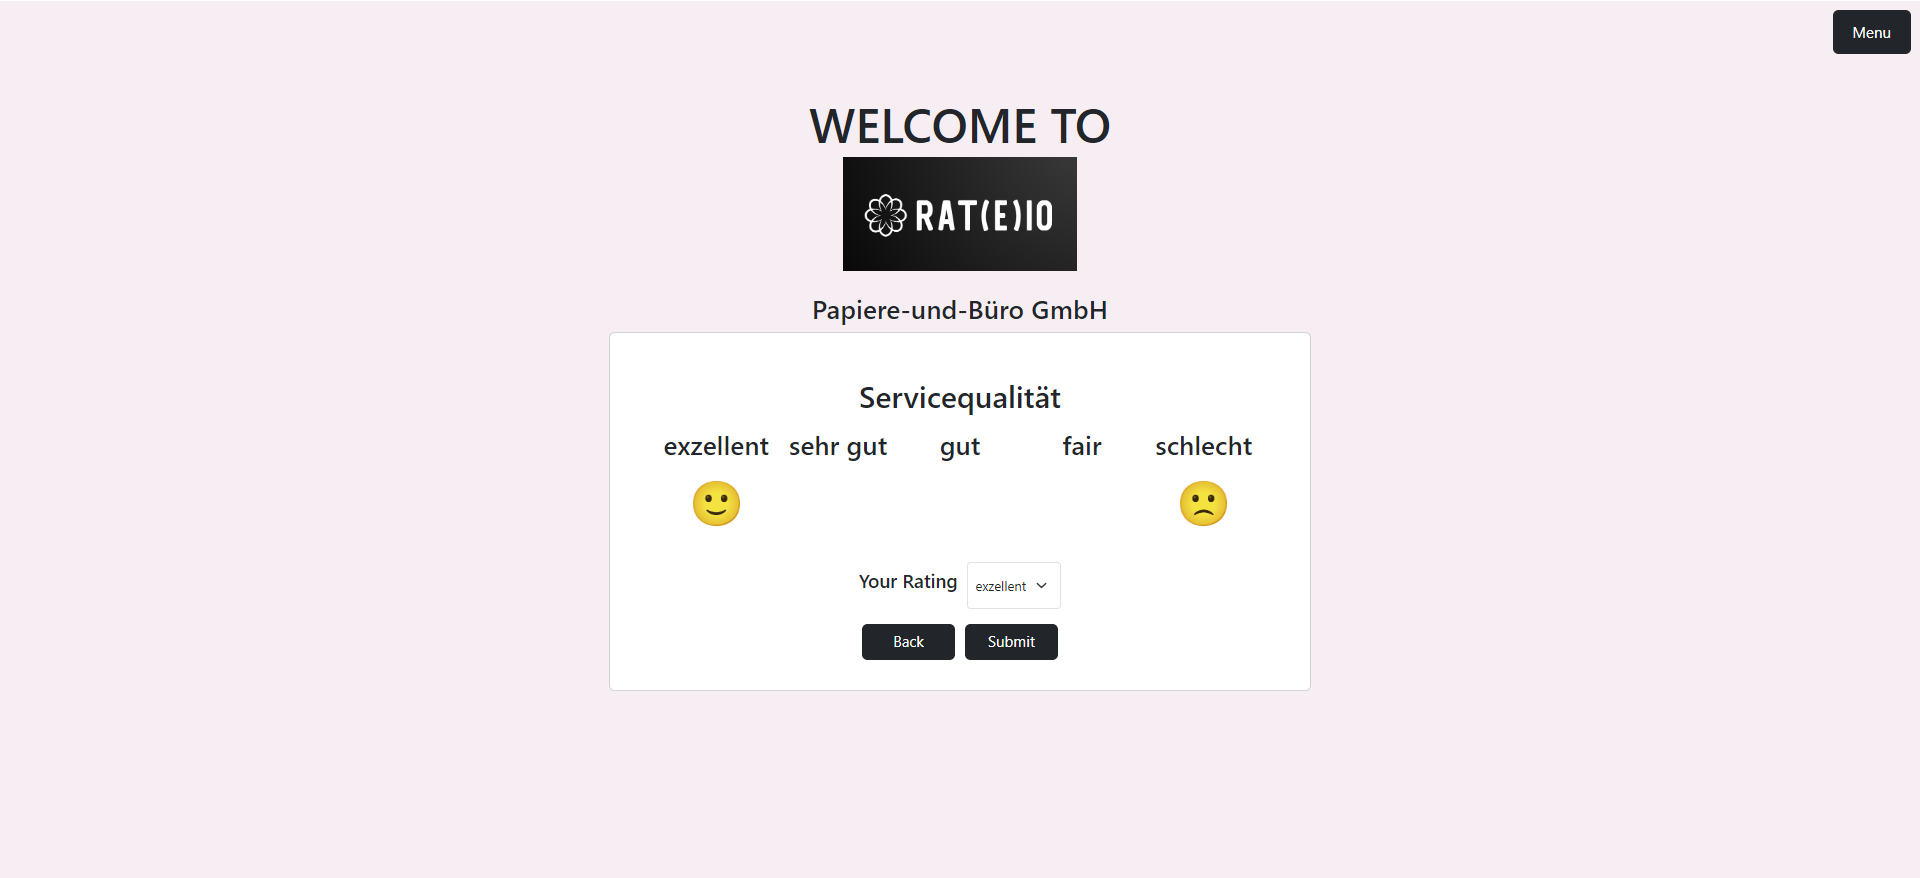 Menu
WELCOME TO
RAT(E)IO
Papiere-und-Büro GmbH
Servicequalität
exzellent sehr gut gut fair schlecht
Your Rating exzellent
Back Submit